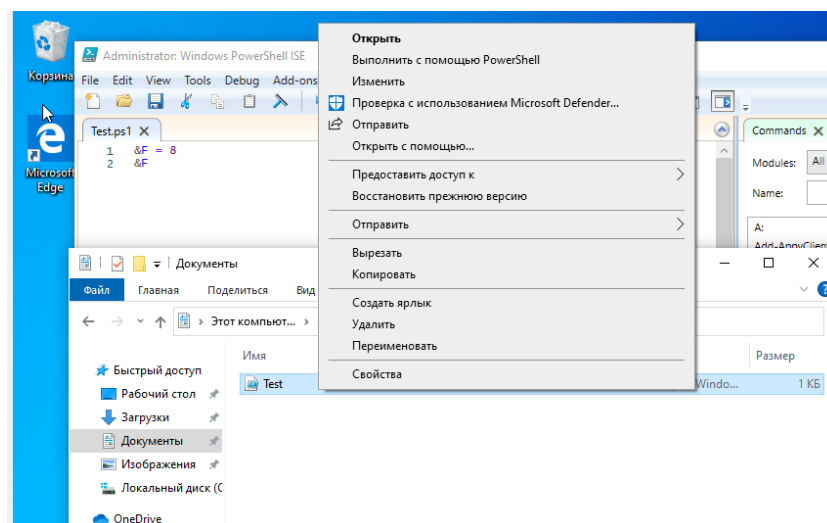 Корзина
Microsoft
Edge
Administrator: Windows PowerShell ISE
File Edit View Tools Debug Add-ons
Test.ps1
1 &F = 8
2 &F
Commands
Modules: All
Name:
A:
Add-AppvClien
Открыть
Выполнить с помощью PowerShell
Изменить
Проверка с использованием Microsoft Defender...
Отправить
Открыть с помощью...
Предоставить доступ к
Восстановить прежнюю версию
Отправить
Вырезать
Копировать
Создать ярлык
Удалить
Переименовать
Свойства
Документы
Файл Главная Поделиться Вид
Этот компьют...
Имя Размер
Test Windo... 1 КБ
Быстрый доступ
Рабочий стол
Загрузки
Документы
Изображения
Локальный диск (C
OneDrive